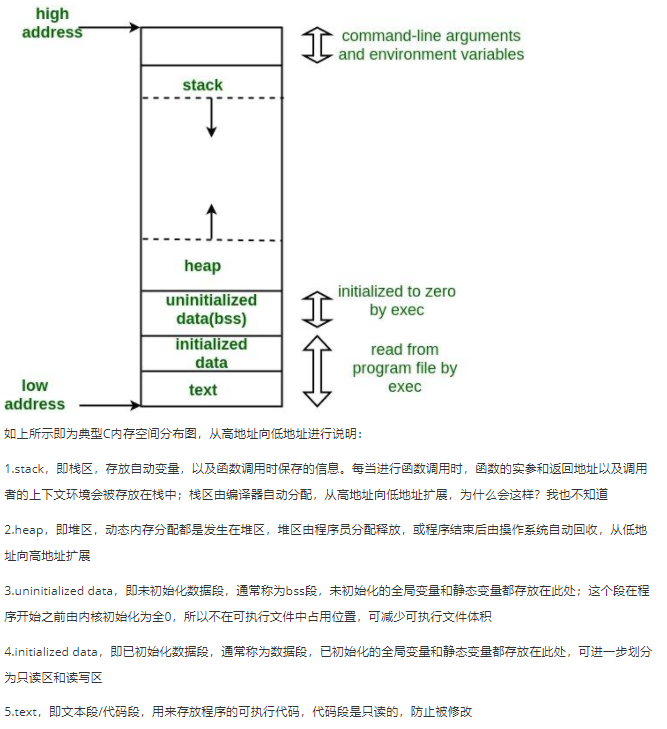 high
address
command-line arguments
and environment variables
stack
heap
uninitialized
data(bss)
initialized to zero
by exec
initialized
data
read from
program file by
exec
text
low
address
如上所示即为典型C内存空间分布图，从高地址向低地址进行说明：
1.stack，即栈区，存放自动变量，以及函数调用时保存的信息。每当进行函数调用时，函数的实参和返回地址以及调用
者的上下文环境会被存放在栈中；栈区由编译器自动分配，从高地址向低地址扩展，为什么会这样？我也不知道
2.heap，即堆区，动态内存分配都是发生在堆区，堆区由程序员分配释放，或程序结束后由操作系统自动回收，从低地
址向高地址扩展
3.uninitialized data，即未初始化数据段，通常称为bss段，未初始化的全局变量和静态变量都存放在此处；这个段在程
序开始之前由内核初始化为全0，所以不在可执行文件中占用位置，可减少可执行文件体积
4.initialized data，即已初始化数据段，通常称为数据段，已初始化的全局变量和静态变量都存放在此处，可进一步划分
为只读区和读写区
5.text，即文本段/代码段，用来存放程序的可执行代码，代码段是只读的，防止被修改